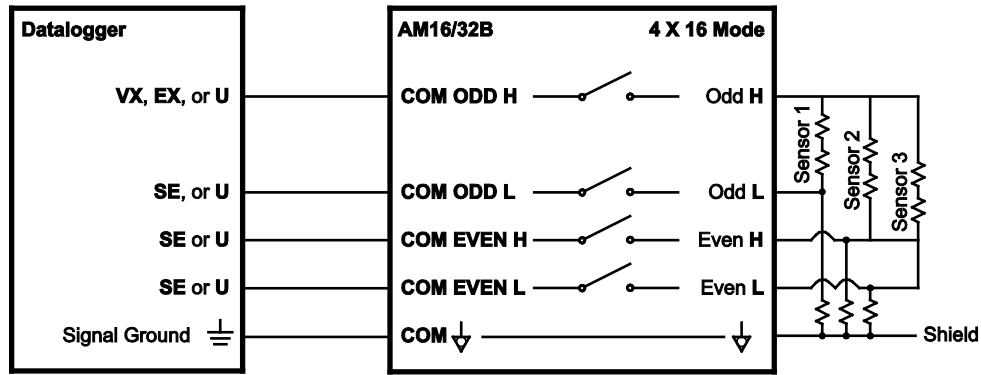 Datalogger
AM16/32B
4 X 16 Mode
VX, EX, or U
COM ODD H
Odd H
SE, or U
COM ODD L
Odd L
SE or U
COM EVEN H
Even H
SE or U
COM EVEN L
Even L
Signal Ground
COM
Shield
Sensor 1
Sensor 2
Sensor 3